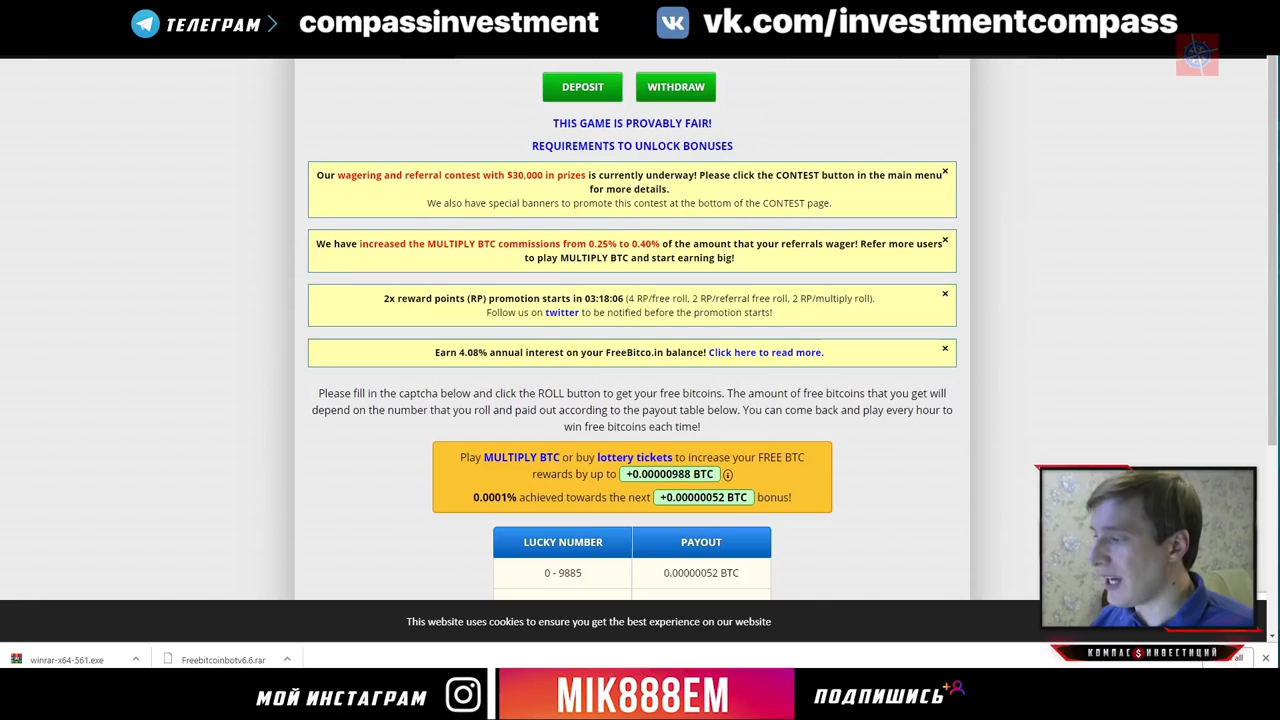 ТЕЛЕГРАМ compassinvestment vk.com/investmentcompass
DEPOSIT WITHDRAW
THIS GAME IS PROVABLY FAIR!
REQUIREMENTS TO UNLOCK BONUSES
Our wagering and referral contest with $30,000 in prizes is currently underway! Please click the CONTEST button in the main menu
for more details.
We also have special banners to promote this contest at the bottom of the CONTEST page.
We have increased the MULTIPLY BTC commissions from 0.25% to 0.40% of the amount that your referrals wager! Refer more users
to play MULTIPLY BTC and start earning big!
2x reward points (RP) promotion starts in 03:18:06 (4 RP/free roll, 2 RP/referral free roll, 2 RP/multiply roll).
Follow us on twitter to be notified before the promotion starts!
Earn 4.08% annual interest on your FreeBitco.in balance! Click here to read more.
Please fill in the captcha below and click the ROLL button to get your free bitcoins. The amount of free bitcoins that you get will
depend on the number that you roll and paid out according to the payout table below. You can come back and play every hour to
win free bitcoins each time!
Play MULTIPLY BTC or buy lottery tickets to increase your FREE BTC
rewards by up to +0.00000988 BTC
0.0001% achieved towards the next +0.00000052 BTC bonus!
LUCKY NUMBER PAYOUT
0 - 9885 0.00000052 BTC
This website uses cookies to ensure you get the best experience on our website
winrar-x64-561.exe Freebitcoinbotv6.6.rar
КОМПАС $ ИНВЕСТИЦИЙ
all
МОЙ ИНСТАГРАМ MIK888EM ПОДПИШИСЬ